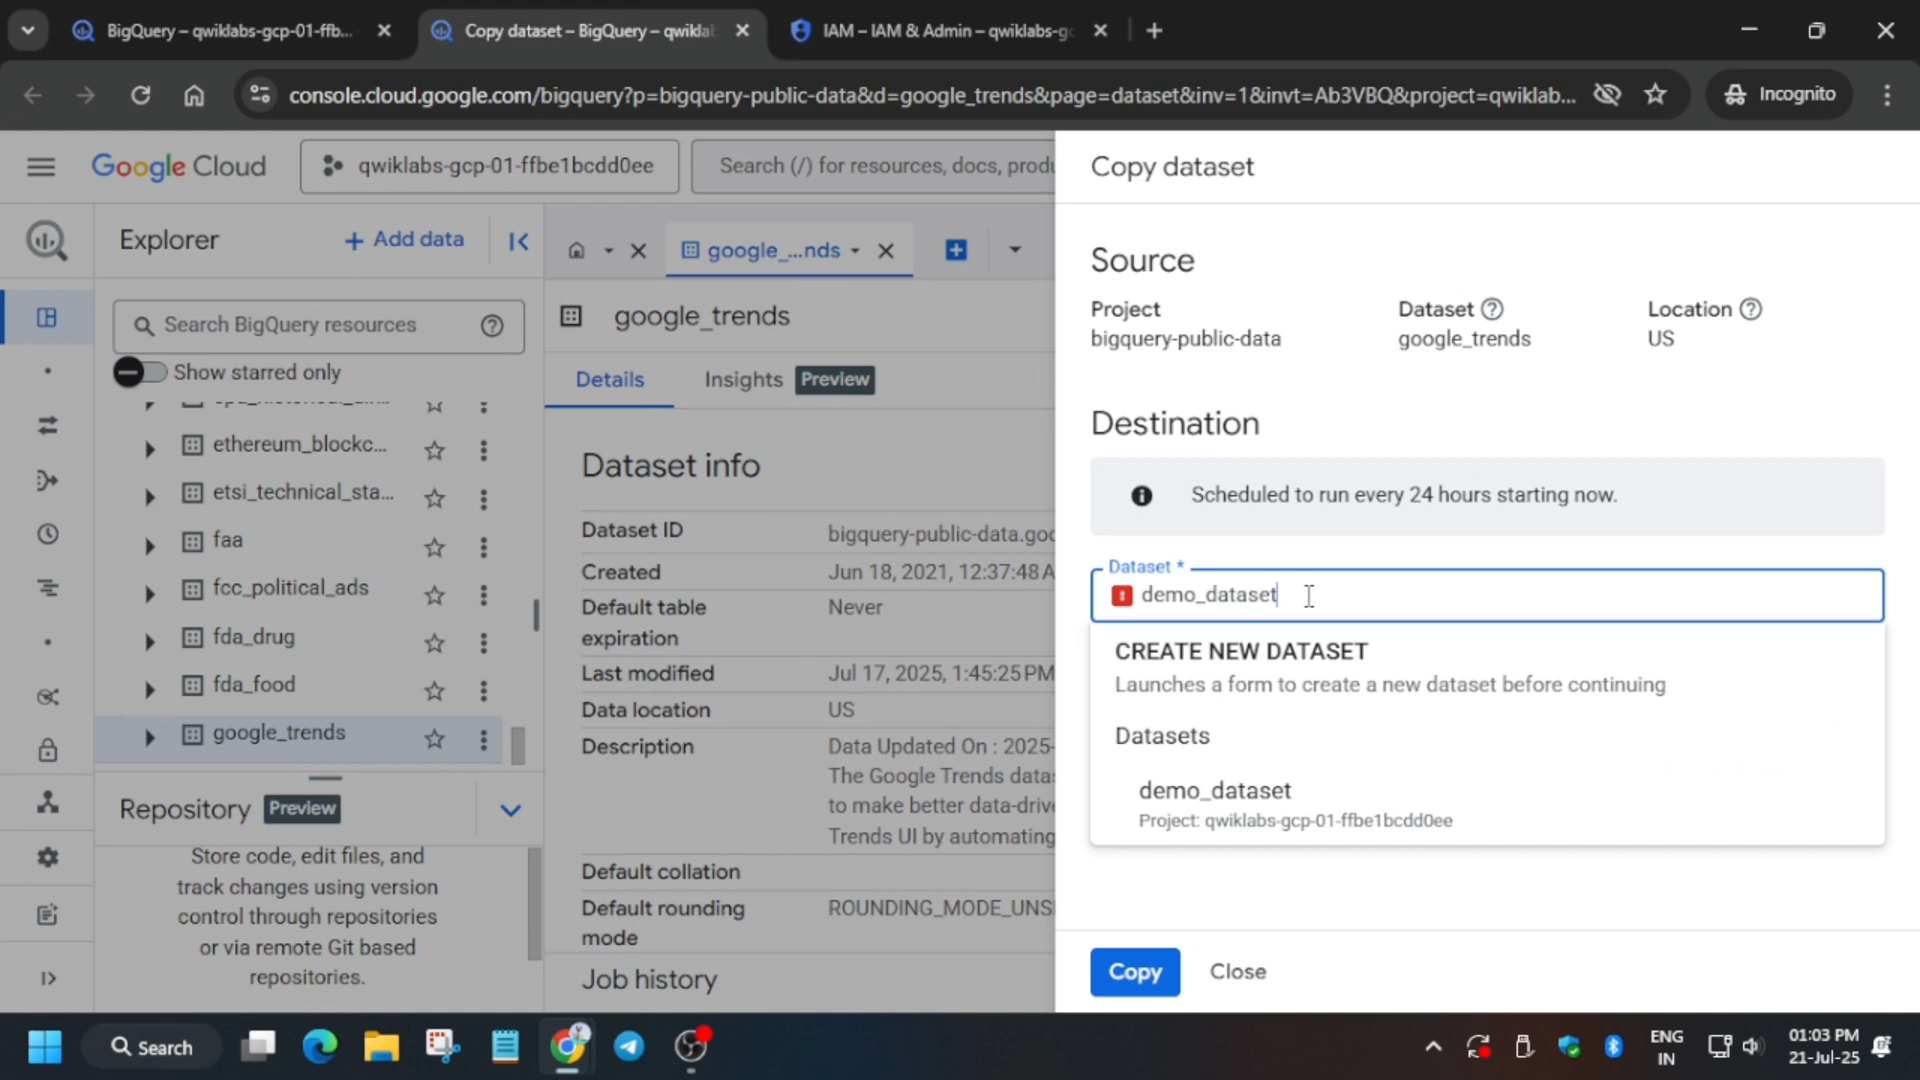 BigQuery – qwiklabs-gcp-01-ffb...
Copy dataset – BigQuery – qwikla
IAM – IAM & Admin – qwiklabs-gc
console.cloud.google.com/bigquery?p=bigquery-public-data&d=google_trends&page=dataset&inv=1&invt=Ab3VBQ&project=qwiklab...
Incognito
Google Cloud
qwiklabs-gcp-01-ffbe1bcdd0ee
Search (/) for resources, docs, produ
Explorer
+ Add data
Search BigQuery resources
Show starred only
ethereum_blockc...
etsi_technical_sta...
faa
fcc_political_ads
fda_drug
fda_food
google_trends
Repository Preview
Store code, edit files, and
track changes using version
control through repositories
or via remote Git based
repositories.
google_...nds
google_trends
Details
Insights Preview
Dataset info
Dataset ID bigquery-public-data.goo
Created Jun 18, 2021, 12:37:48 A
Default table Never
expiration
Last modified Jul 17, 2025, 1:45:25 PM
Data location US
Description Data Updated On : 2025-
The Google Trends datas
to make better data-drive
Trends UI by automating
Default collation
Default rounding ROUNDING_MODE_UNS
mode
Job history
Copy dataset
Source
Project Dataset Location
bigquery-public-data google_trends US
Destination
Scheduled to run every 24 hours starting now.
Dataset *
demo_dataset
CREATE NEW DATASET
Launches a form to create a new dataset before continuing
Datasets
demo_dataset
Project: qwiklabs-gcp-01-ffbe1bcdd0ee
Copy Close
Search
ENG
IN
01:03 PM
21-Jul-25